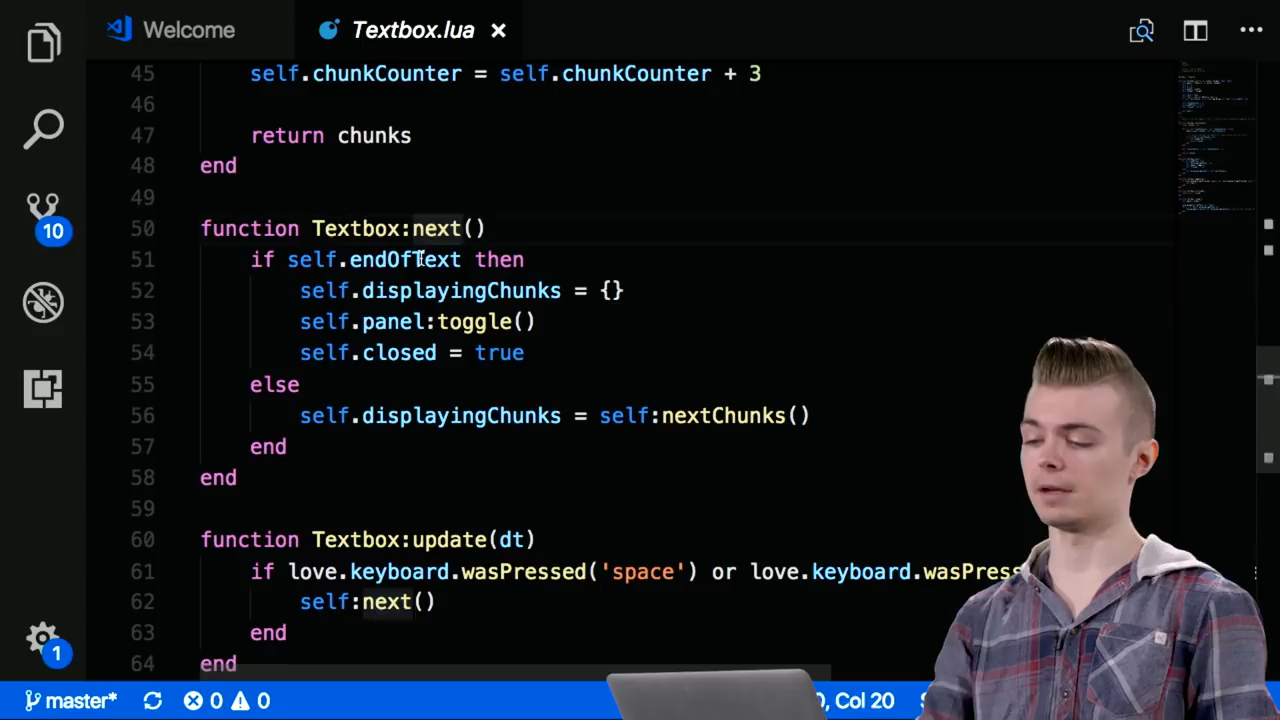 Welcome
Textbox.lua
45 self.chunkCounter = self.chunkCounter + 3
46
47 return chunks
48 end
49
50 function Textbox:next()
51 if self.endOfText then
52 self.displayingChunks = {}
53 self.panel:toggle()
54 self.closed = true
55 else
56 self.displayingChunks = self:nextChunks()
57 end
58 end
59
60 function Textbox:update(dt)
61 if love.keyboard.wasPressed('space') or love.keyboard.wasPress
62 self:next()
63 end
64 end
10
1
master* 0 0 0, Col 20